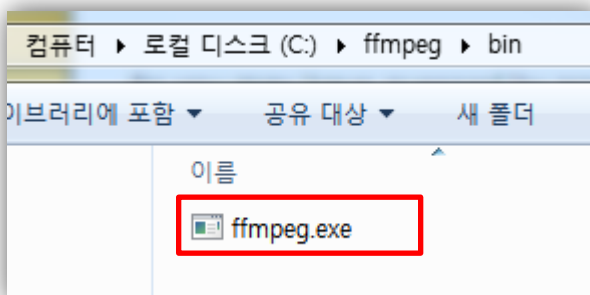 컴퓨터 ▶ 로컬 디스크 (C:) ▶ ffmpeg ▶ bin
이브러리에 포함 ▼ 공유 대상 ▼ 새 폴더
이름
ffmpeg.exe